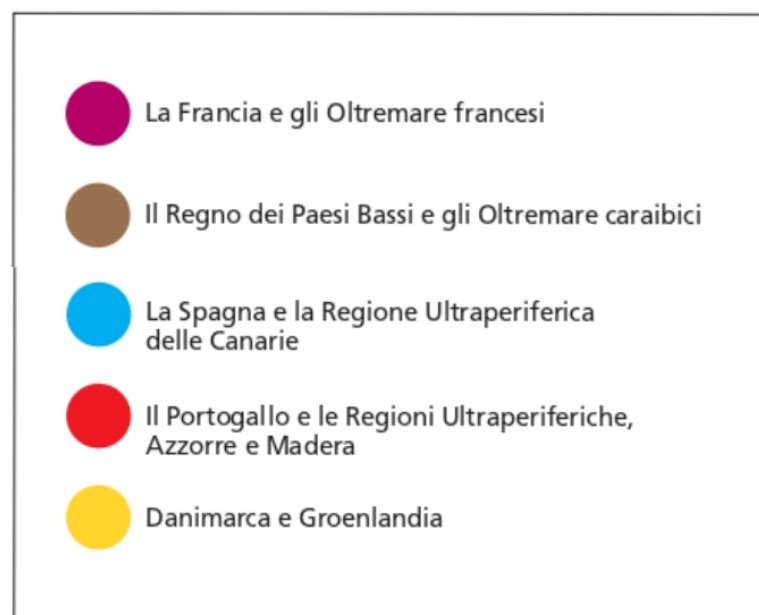 La Francia e gli Oltremare francesi
Il Regno dei Paesi Bassi e gli Oltremare caraibici
La Spagna e la Regione Ultraperiferica
delle Canarie
Il Portogallo e le Regioni Ultraperiferiche,
Azzorre e Madera
Danimarca e Groenlandia